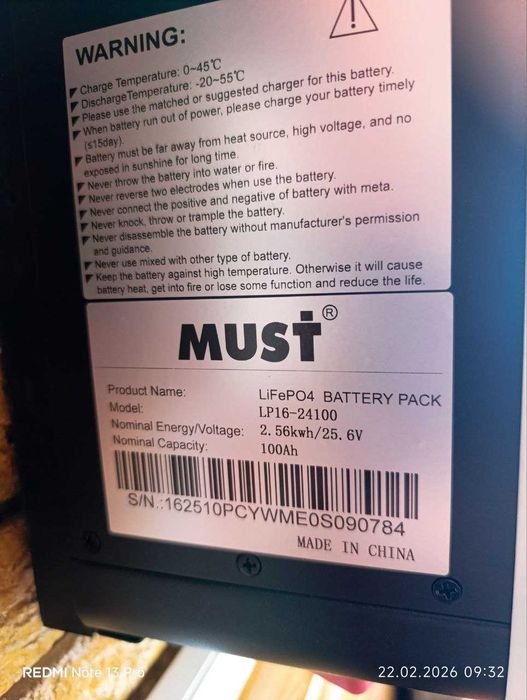 WARNING:
Charge Temperature: 0~45℃
DischargeTemperature: -20~55℃
Please use the matched or suggested charger for this battery.
When battery run out of power, please charge your battery timely
(≤15day).
Battery must be far away from heat source, high voltage, and no
exposed in sunshine for long time.
Never throw the battery into water or fire.
Never reverse two electrodes when use the battery.
Never connect the positive and negative of battery with meta.
Never knock, throw or trample the battery.
Never disassemble the battery without manufacturer's permission
and guidance.
Never use mixed with other type of battery.
Keep the battery against high temperature. Otherwise it will cause
battery heat, get into fire or lose some function and reduce the life.
MUST®
Product Name: LiFePO4 BATTERY PACK
Model: LP16-24100
Nominal Energy/Voltage: 2.56kwh/25.6V
Nominal Capacity: 100Ah
S/N.:162510PCYWME0S090784
MADE IN CHINA
REDMI Note 13 Pro 22.02.2026 09:32